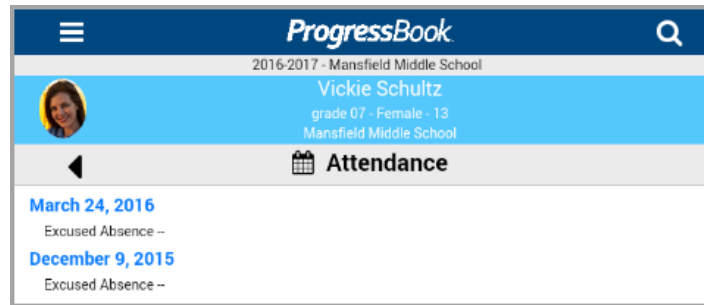 ProgressBook
2016-2017 - Mansfield Middle School
Vickie Schultz
grade 07 - Female - 13
Mansfield Middle School
Attendance
March 24, 2016
Excused Absence --
December 9, 2015
Excused Absence --